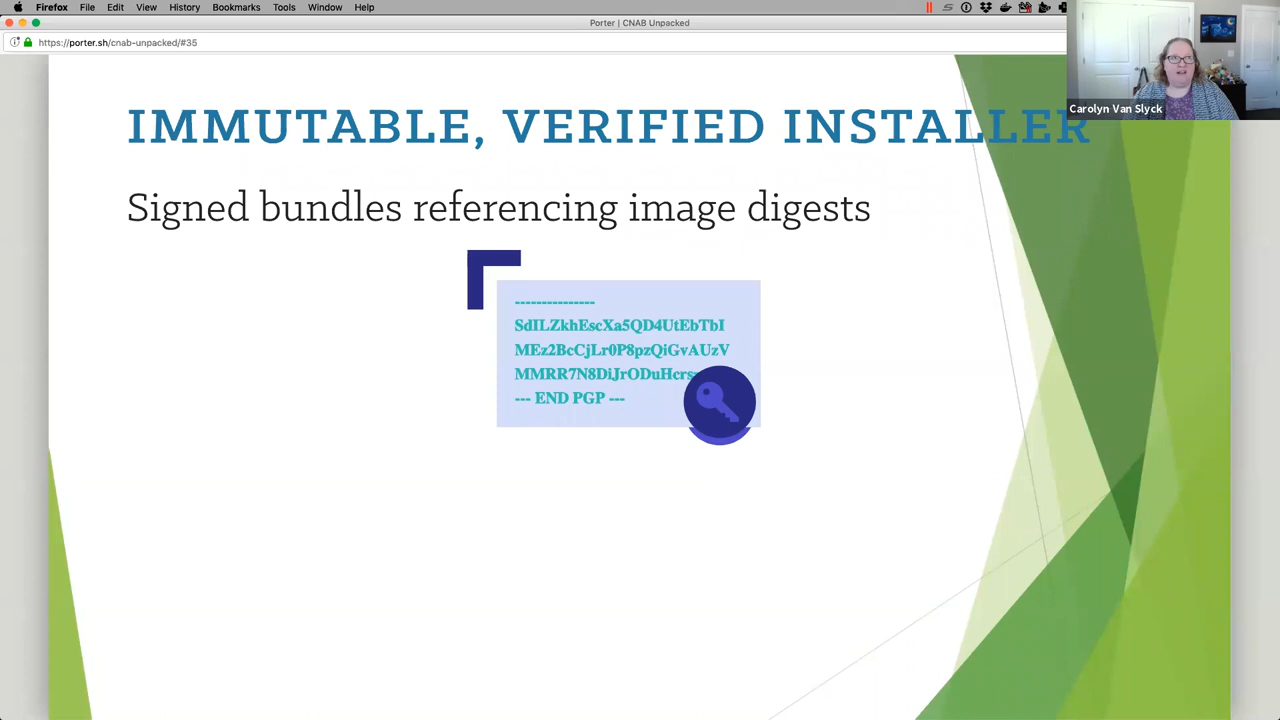 Firefox File Edit View History Bookmarks Tools Window Help
Porter | CNAB Unpacked
https://porter.sh/cnab-unpacked/#35
Carolyn Van Slyck
IMMUTABLE, VERIFIED INSTALLER
Signed bundles referencing image digests
---------------
SdILZkhEscXa5QD4UtEbTbI
MEz2BcCjLr0P8pzQiGvAUzV
MMRR7N8DiJrODuHcrs
--- END PGP ---